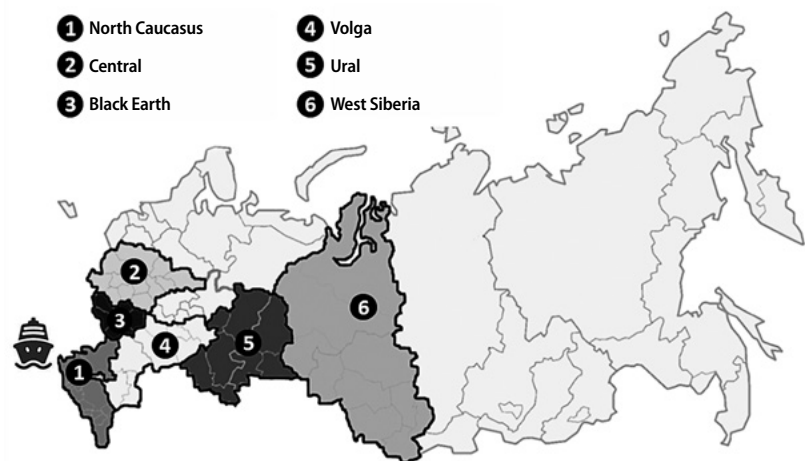 1 North Caucasus
2 Central
3 Black Earth
4 Volga
5 Ural
6 West Siberia
2
6
3
4
5
1